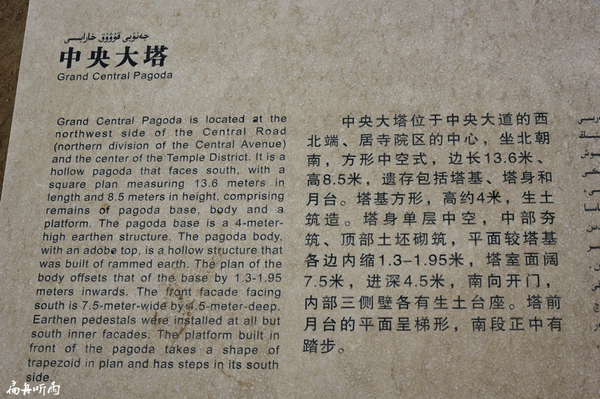 中央大塔
Grand Central Pagoda
Grand Central Pagoda is located at the
northwest side of the Central Road
(northern division of the Central Avenue)
and the center of the Temple District. It is a
hollow pagoda that faces south, with a
square plan measuring 13.6 meters in
length and 8.5 meters in height, comprising
remains of pagoda base, body and a
platform. The pagoda base is a 4-meter-
high earthen structure. The pagoda body,
with an adobe top, is a hollow structure that
was built of rammed earth. The plan of the
body offsets that of the base by 1.3-1.95
meters inwards. The front facade facing
south is 7.5-meter-wide by 4.5-meter-deep.
Earthen pedestals were installed at all but
south inner facades. The platform built in
front of the pagoda takes a shape of
trapezoid in plan and has steps in its south
side.
中央大塔位于中央大道的西
北端、居寺院区的中心，坐北朝
南，方形中空式，边长13.6米、
高8.5米，遗存包括塔基、塔身和
月台。塔基方形，高约4米，生土
筑造。塔身单层中空，中部夯
筑、顶部土坯砌筑，平面较塔基
各边内缩1.3–1.95米，塔室面阔
7.5米，进深4.5米，南向开门，
内部三侧壁各有生土台座。塔前
月台的平面呈梯形，南段正中有
踏步。
扁舟听雨